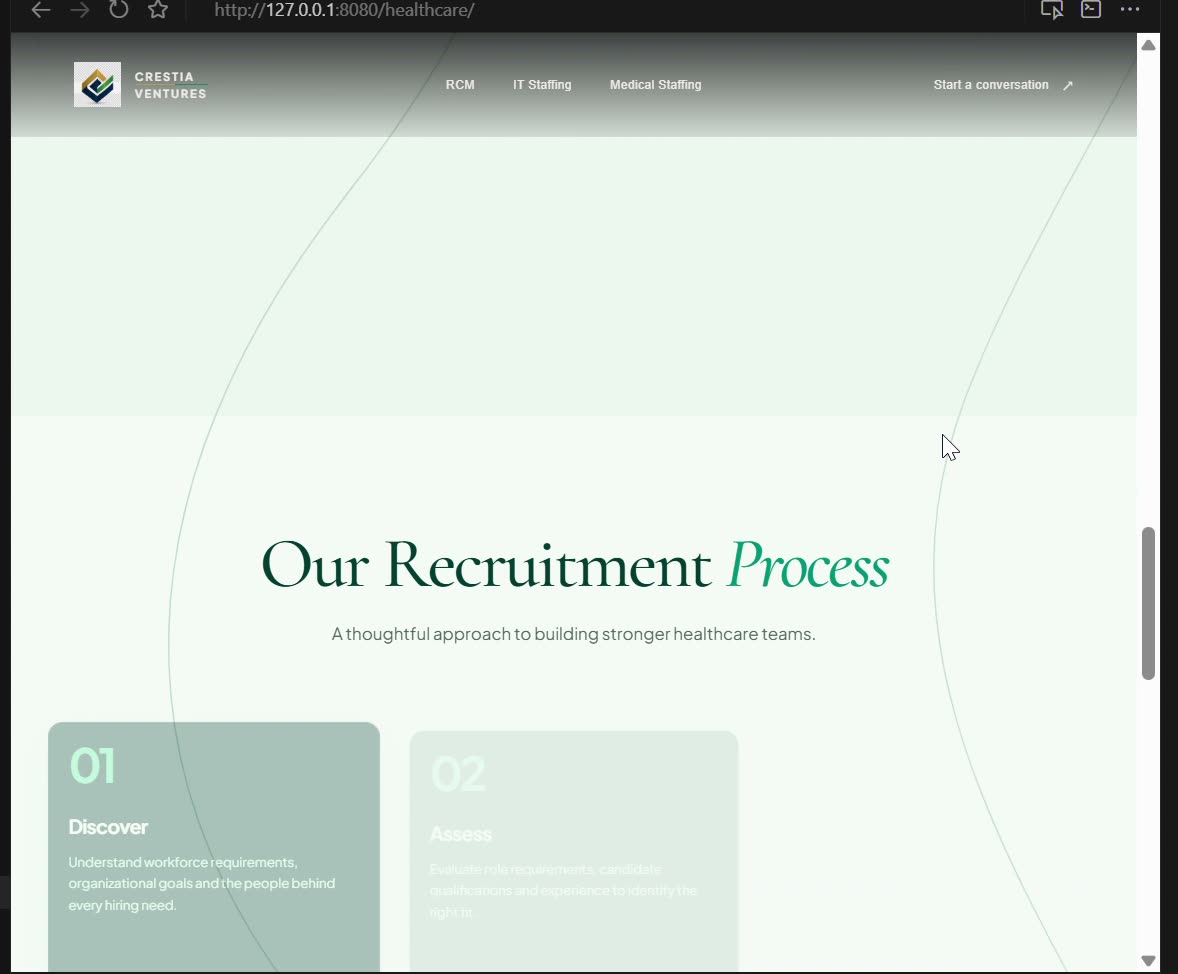 http://127.0.0.1:8080/healthcare/
CRESTIA
VENTURES
RCM
IT Staffing
Medical Staffing
Start a conversation ↗
Our Recruitment Process
A thoughtful approach to building stronger healthcare teams.
01
Discover
Understand workforce requirements,
organizational goals and the people behind
every hiring need.
02
Assess
Evaluate role requirements, candidate
qualifications and experience to identify the
right fit.